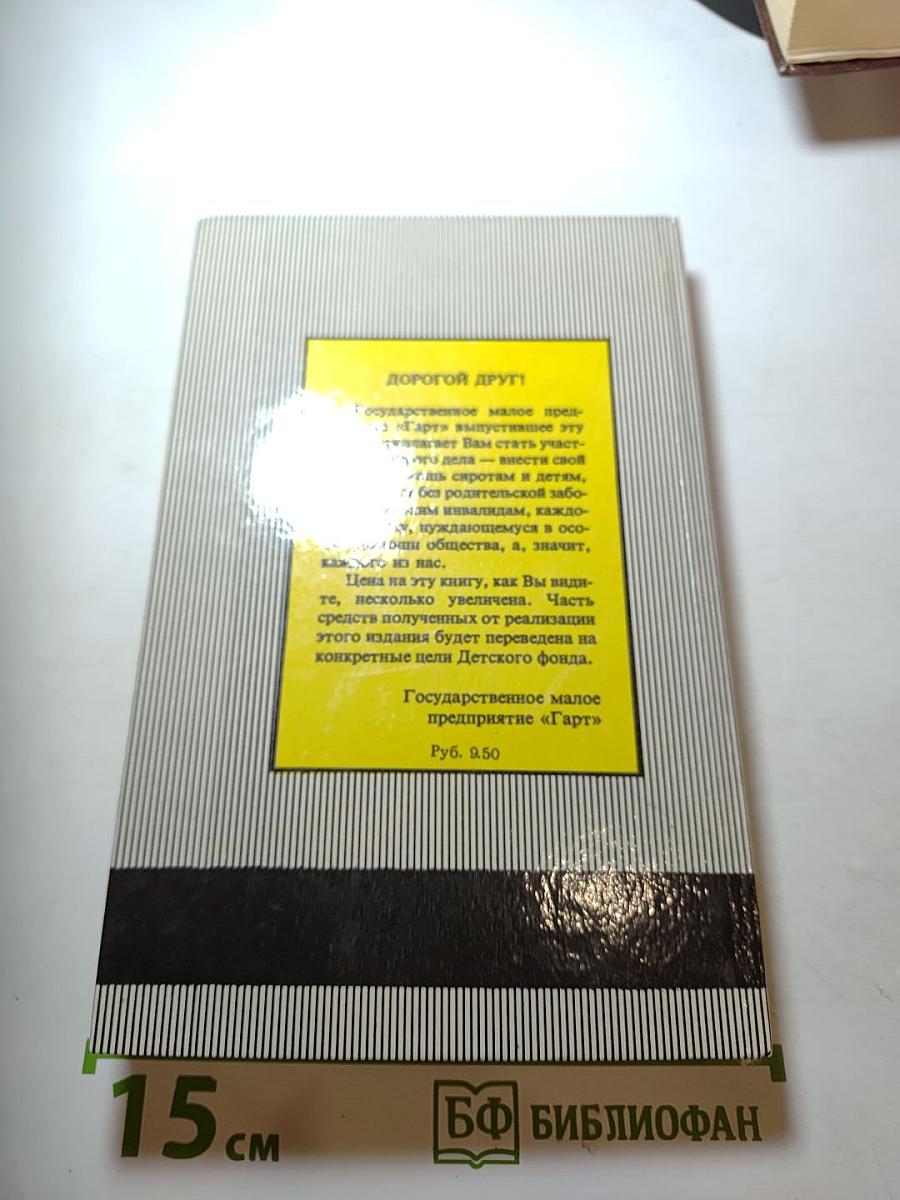 ДОРОГОЙ ДРУГ!
Государственное малое пред-
«Гарт» выпустившее эту
Вам стать участ-
дела — внести свой
сиротам и детям,
без родительской забо-
инвалидам, каждо-
нуждающемуся в осо-
общества, а, значит,
каждого из нас.
Цена на эту книгу, как Вы види-
те, несколько увеличена. Часть
средств полученных от реализации
этого издания будет переведена на
конкретные цели Детского фонда.
Государственное малое
предприятие «Гарт»
Руб. 9.50
15 см
БФ БИБЛИОФАН